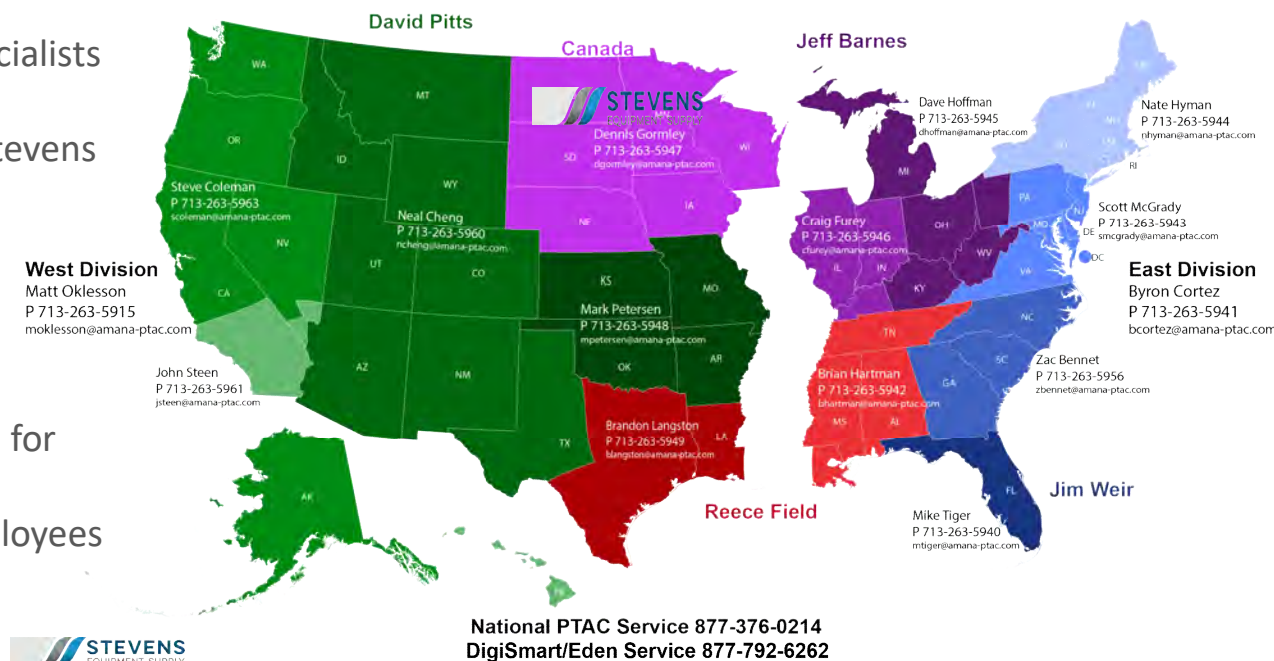 cialists
tevens
for
loyees
David Pitts
Canada
Jeff Barnes
WA
MT
OR
ID
WY
SD
WI
IA
NE
NV
UT
CO
CA
AZ
NM
KS
MO
OK
AR
TX
LA
AK
MI
OH
IL
IN
WV
KY
PA
NJ
MD
DE
DC
VA
RI
TN
NC
SC
GA
MS
AL
FL
STEVENS
EQUIPMENT SUPPLY
Dennis Gormley
P 713-263-5947
dgormley@amana-ptac.com
Dave Hoffman
P 713-263-5945
dhoffman@amana-ptac.com
Nate Hyman
P 713-263-5944
nhyman@amana-ptac.com
Steve Coleman
P 713-263-5963
scoleman@amana-ptac.com
Neal Cheng
P 713-263-5960
ncheng@amana-ptac.com
Craig Furey
P 713-263-5946
cfurey@amana-ptac.com
Scott McGrady
P 713-263-5943
smcgrady@amana-ptac.com
West Division
Matt Oklesson
P 713-263-5915
moklesson@amana-ptac.com
East Division
Byron Cortez
P 713-263-5941
bcortez@amana-ptac.com
Mark Petersen
P 713-263-5948
mpetersen@amana-ptac.com
John Steen
P 713-263-5961
jsteen@amana-ptac.com
Brian Hartman
P 713-263-5942
bhartman@amana-ptac.com
Zac Bennet
P 713-263-5956
zbennet@amana-ptac.com
Brandon Langston
P 713-263-5949
blangston@amana-ptac.com
Reece Field
Jim Weir
Mike Tiger
P 713-263-5940
mtiger@amana-ptac.com
National PTAC Service 877-376-0214
DigiSmart/Eden Service 877-792-6262
STEVENS
EQUIPMENT SUPPLY